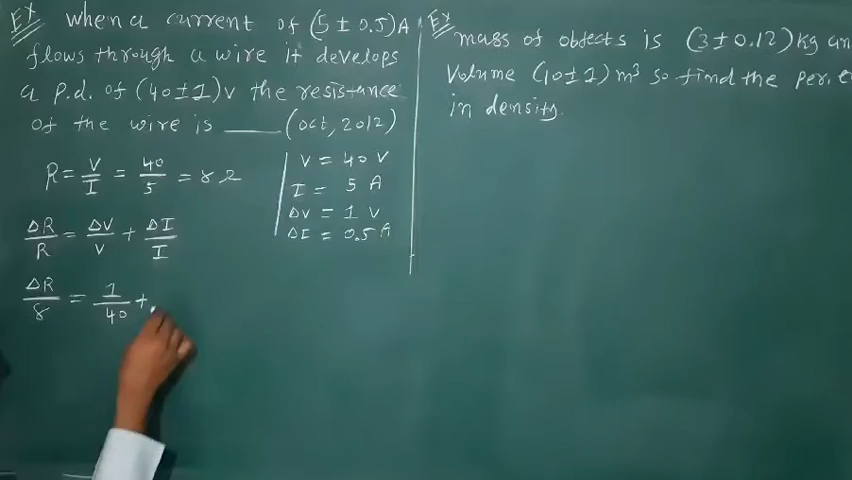 Ex when a current of (5 ± 0.5)A
flows through a wire it develops
a p.d. of (40±1)v the resistance
of the wire is ____ (oct, 2012)
R = V/I = 40/5 = 8 Ω
ΔR/R = ΔV/V + ΔI/I
ΔR/8 = 1/40 +
V = 40 V
I = 5 A
ΔV = 1 V
ΔI = 0.5 A
Ex
mass of objects is (3±0.12)kg an
volume (10±1) m³ so find the per.
in density.